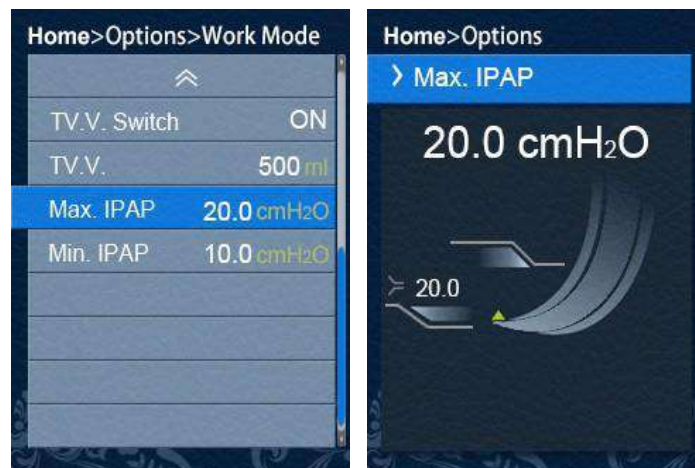 Home>Options>Work Mode
TV.V. Switch ON
TV.V. 500 ml
Max. IPAP 20.0 cmH₂O
Min. IPAP 10.0 cmH₂O
Home>Options
Max. IPAP
20.0 cmH₂O
20.0